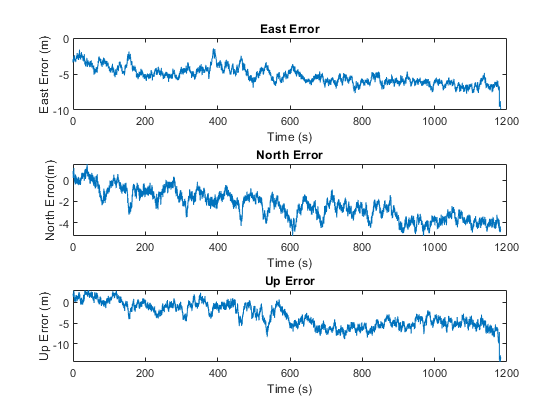 East Error
East Error (m)
0
-5
-10
0 200 400 600 800 1000 1200
Time (s)
North Error
North Error(m)
0
-2
-4
0 200 400 600 800 1000 1200
Time (s)
Up Error
Up Error (m)
0
-5
-10
0 200 400 600 800 1000 1200
Time (s)